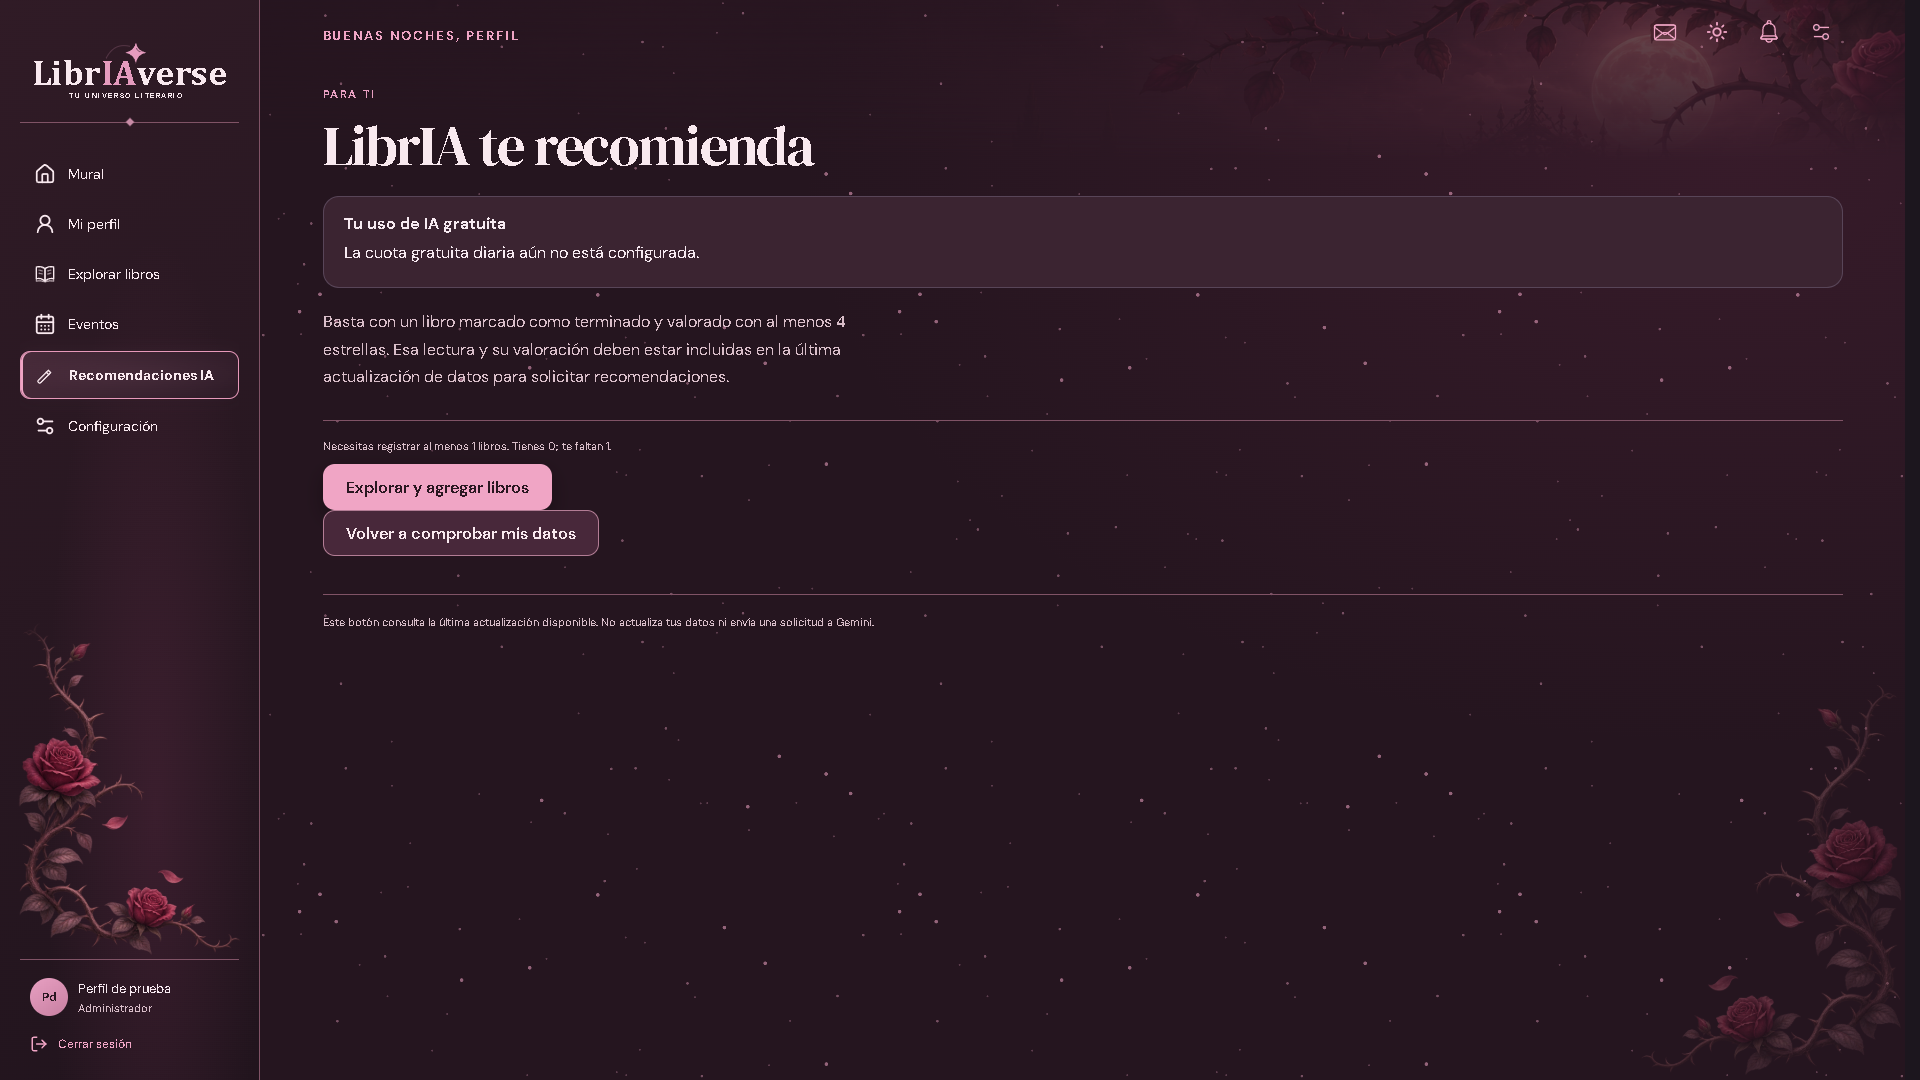 LibrIAverse
TU UNIVERSO LITERARIO
Mural
Mi perfil
Explorar libros
Eventos
Recomendaciones IA
Configuración
Pd
Perfil de prueba
Administrador
Cerrar sesión
BUENAS NOCHES, PERFIL
PARA TI
LibrIA te recomienda
Tu uso de IA gratuita
La cuota gratuita diaria aún no está configurada.
Basta con un libro marcado como terminado y valorado con al menos 4
estrellas. Esa lectura y su valoración deben estar incluidas en la última
actualización de datos para solicitar recomendaciones.
Necesitas registrar al menos 1 libros. Tienes 0; te faltan 1.
Explorar y agregar libros
Volver a comprobar mis datos
Este botón consulta la última actualización disponible. No actualiza tus datos ni envía una solicitud a Gemini.